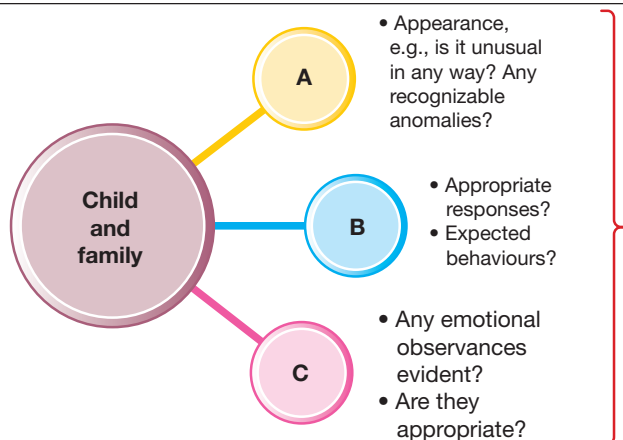 A
• Appearance,
e.g., is it unusual
in any way? Any
recognizable
anomalies?
Child
and
family
B
• Appropriate
responses?
• Expected
behaviours?
C
• Any emotional
observances
evident?
• Are they
appropriate?